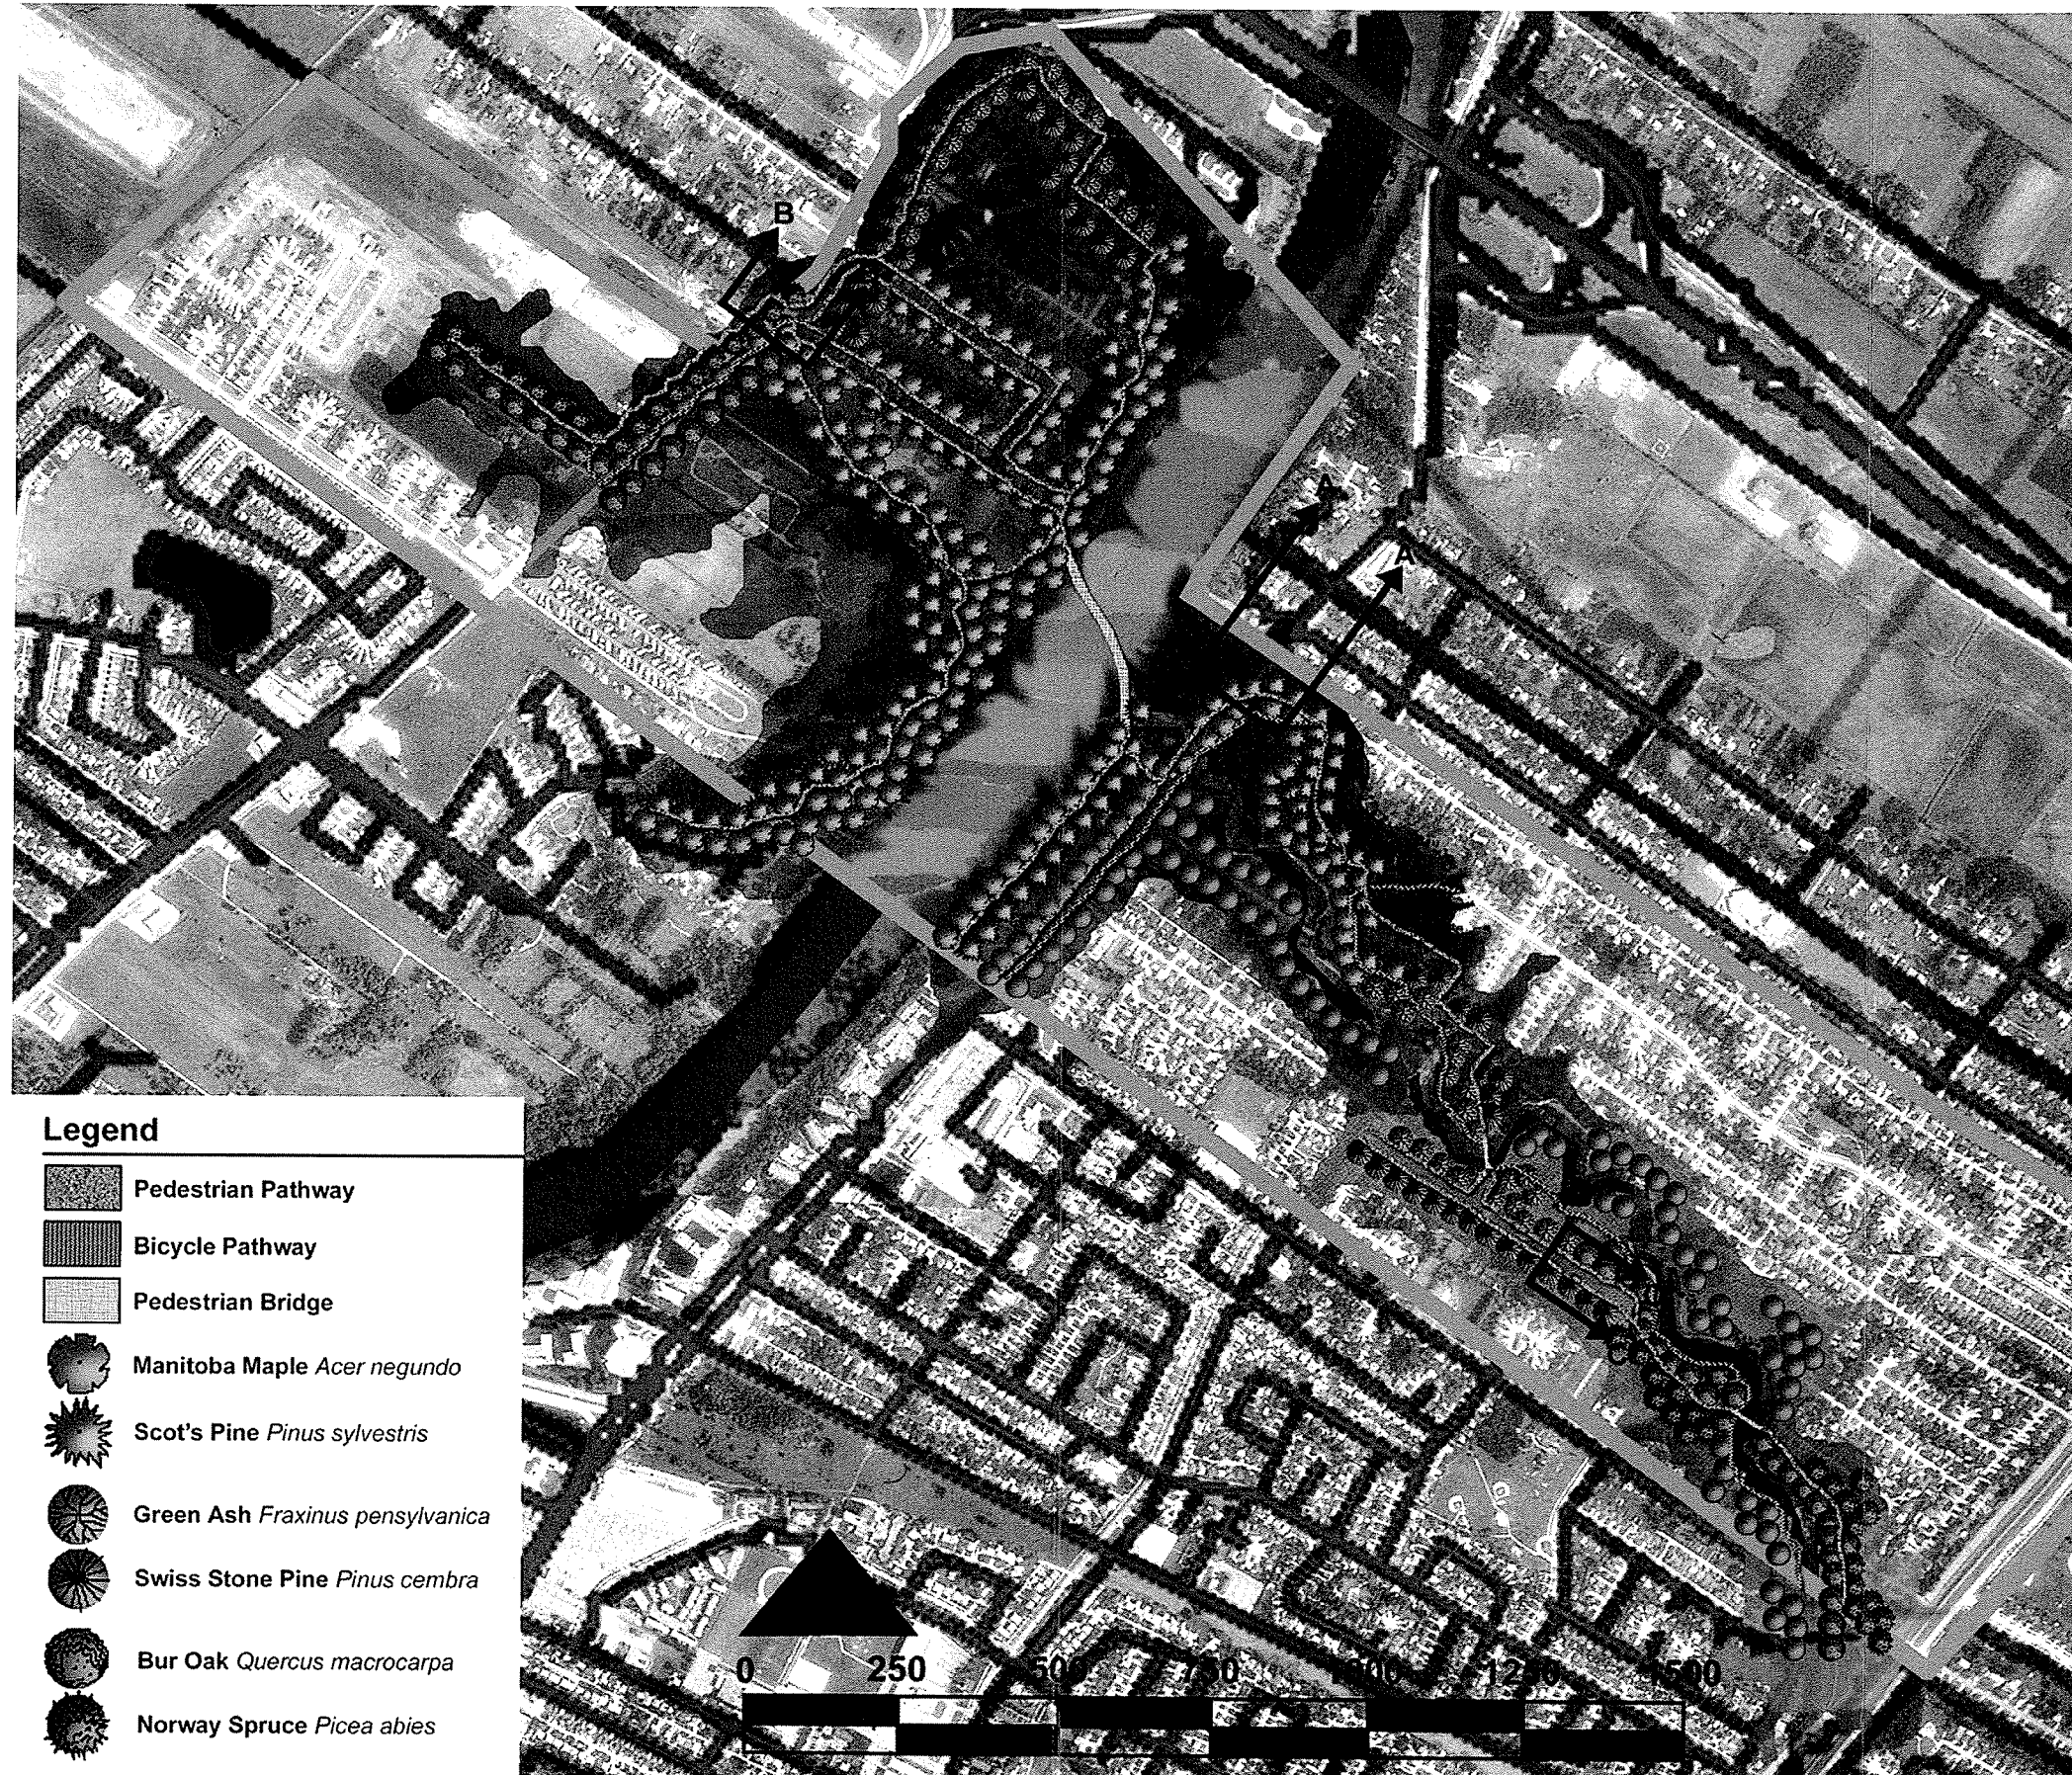 B
A
A
C
Legend
Pedestrian Pathway
Bicycle Pathway
Pedestrian Bridge
Manitoba Maple Acer negundo
Scot's Pine Pinus sylvestris
Green Ash Fraxinus pensylvanica
Swiss Stone Pine Pinus cembra
Bur Oak Quercus macrocarpa
Norway Spruce Picea abies
0 250 500 750 1000 1250 1500